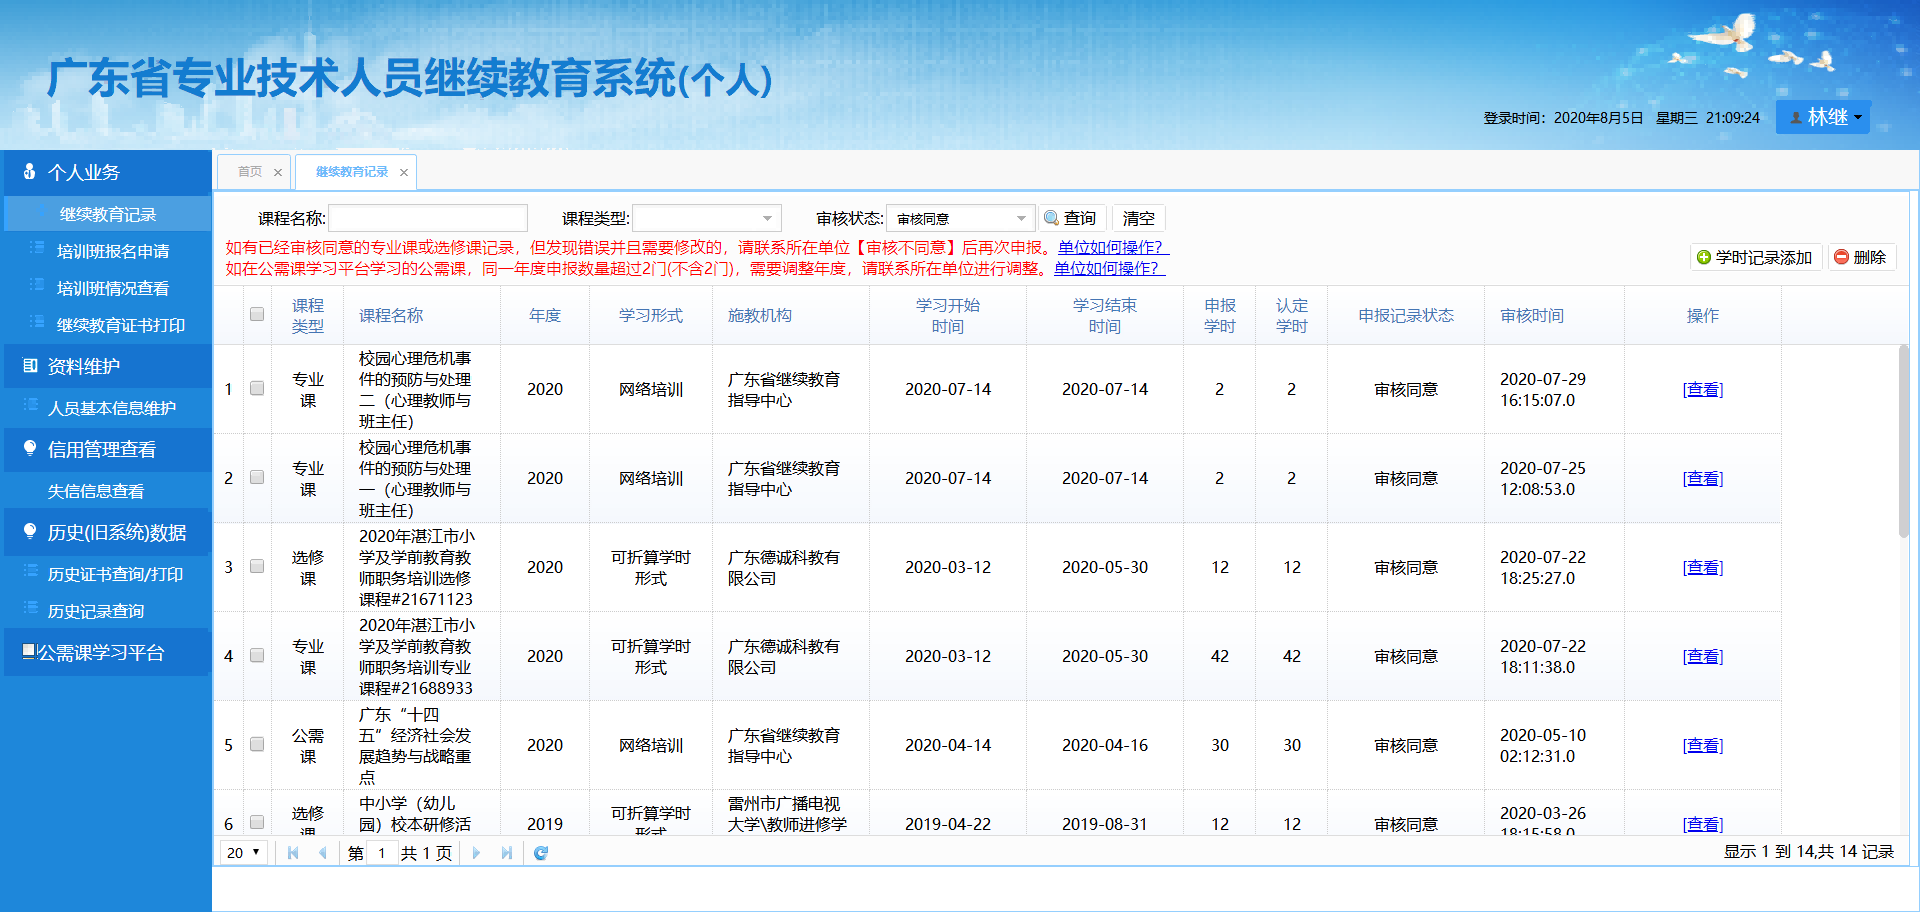 广东省专业技术人员继续教育系统(个人)
登录时间：2020年8月5日 星期三 21:09:24 林继
个人业务
继续教育记录
培训班报名申请
培训班情况查看
继续教育证书打印
资料维护
人员基本信息维护
信用管理查看
失信信息查看
历史(旧系统)数据
历史证书查询/打印
历史记录查询
公需课学习平台
首页 × 继续教育记录 ×
课程名称: 课程类型: 审核状态: 审核同意 查询 清空
如有已经审核同意的专业课或选修课记录，但发现错误并且需要修改的，请联系所在单位【审核不同意】后再次申报。单位如何操作？
如在公需课学习平台学习的公需课，同一年度申报数量超过2门(不含2门)，需要调整年度，请联系所在单位进行调整。单位如何操作？
学时记录添加 删除
课程
类型
课程名称
年度
学习形式
施教机构
学习开始
时间
学习结束
时间
申报
学时
认定
学时
申报记录状态
审核时间
操作
1
专业
课
校园心理危机事
件的预防与处理
二（心理教师与
班主任）
2020
网络培训
广东省继续教育
指导中心
2020-07-14
2020-07-14
2
2
审核同意
2020-07-29
16:15:07.0
[查看]
2
专业
课
校园心理危机事
件的预防与处理
一（心理教师与
班主任）
2020
网络培训
广东省继续教育
指导中心
2020-07-14
2020-07-14
2
2
审核同意
2020-07-25
12:08:53.0
[查看]
3
选修
课
2020年湛江市小
学及学前教育教
师职务培训选修
课程#21671123
2020
可折算学时
形式
广东德诚科教有
限公司
2020-03-12
2020-05-30
12
12
审核同意
2020-07-22
18:25:27.0
[查看]
4
专业
课
2020年湛江市小
学及学前教育教
师职务培训专业
课程#21688933
2020
可折算学时
形式
广东德诚科教有
限公司
2020-03-12
2020-05-30
42
42
审核同意
2020-07-22
18:11:38.0
[查看]
5
公需
课
广东“十四
五”经济社会发
展趋势与战略重
点
2020
网络培训
广东省继续教育
指导中心
2020-04-14
2020-04-16
30
30
审核同意
2020-05-10
02:12:31.0
[查看]
6
选修
课
中小学（幼儿
园）校本研修活
2019
可折算学时
形式
雷州市广播电视
大学\教师进修学
2019-04-22
2019-08-31
12
12
审核同意
2020-03-26
18:15:58.0
[查看]
20 第 1 共 1 页
显示 1 到 14,共 14 记录